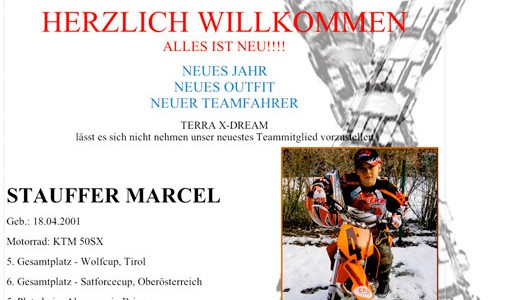 HERZLICH WILLKOMMEN
ALLES IST NEU!!!!
NEUES JAHR
NEUES OUTFIT
NEUER TEAMFAHRER
TERRA X-DREAM
lässt es sich nicht nehmen unser neuestes Teammitglied vorzustellen
STAUFFER MARCEL
Geb.: 18.04.2001
Motorrad: KTM 50SX
5. Gesamtplatz - Wolfcup, Tirol
6. Gesamtplatz - Satforcecup, Oberösterreich